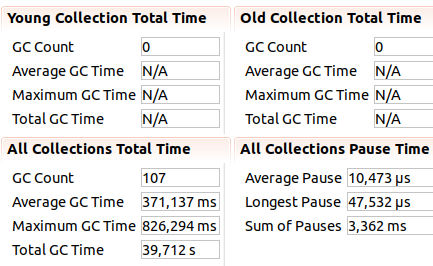 Young Collection Total Time
GC Count 0
Average GC Time N/A
Maximum GC Time N/A
Total GC Time N/A
Old Collection Total Time
GC Count 0
Average GC Time N/A
Maximum GC Time N/A
Total GC Time N/A
All Collections Total Time
GC Count 107
Average GC Time 371,137 ms
Maximum GC Time 826,294 ms
Total GC Time 39,712 s
All Collections Pause Time
Average Pause 10,473 µs
Longest Pause 47,532 µs
Sum of Pauses 3,362 ms